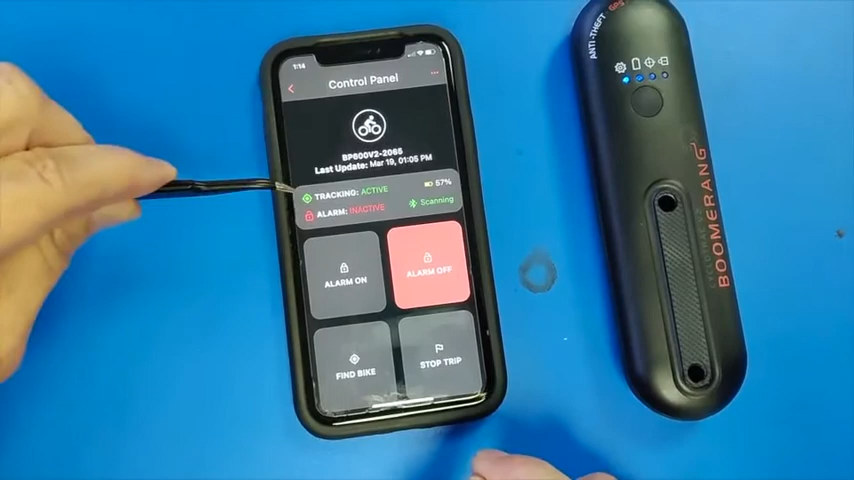 1:14
Control Panel
BP600V2-2065
Last Update: Mar 19, 01:05 PM
TRACKING: ACTIVE
57%
ALARM: INACTIVE
Scanning
ALARM ON
ALARM OFF
FIND BIKE
STOP TRIP
ANTI-THEFT GPS
BOOMERANG